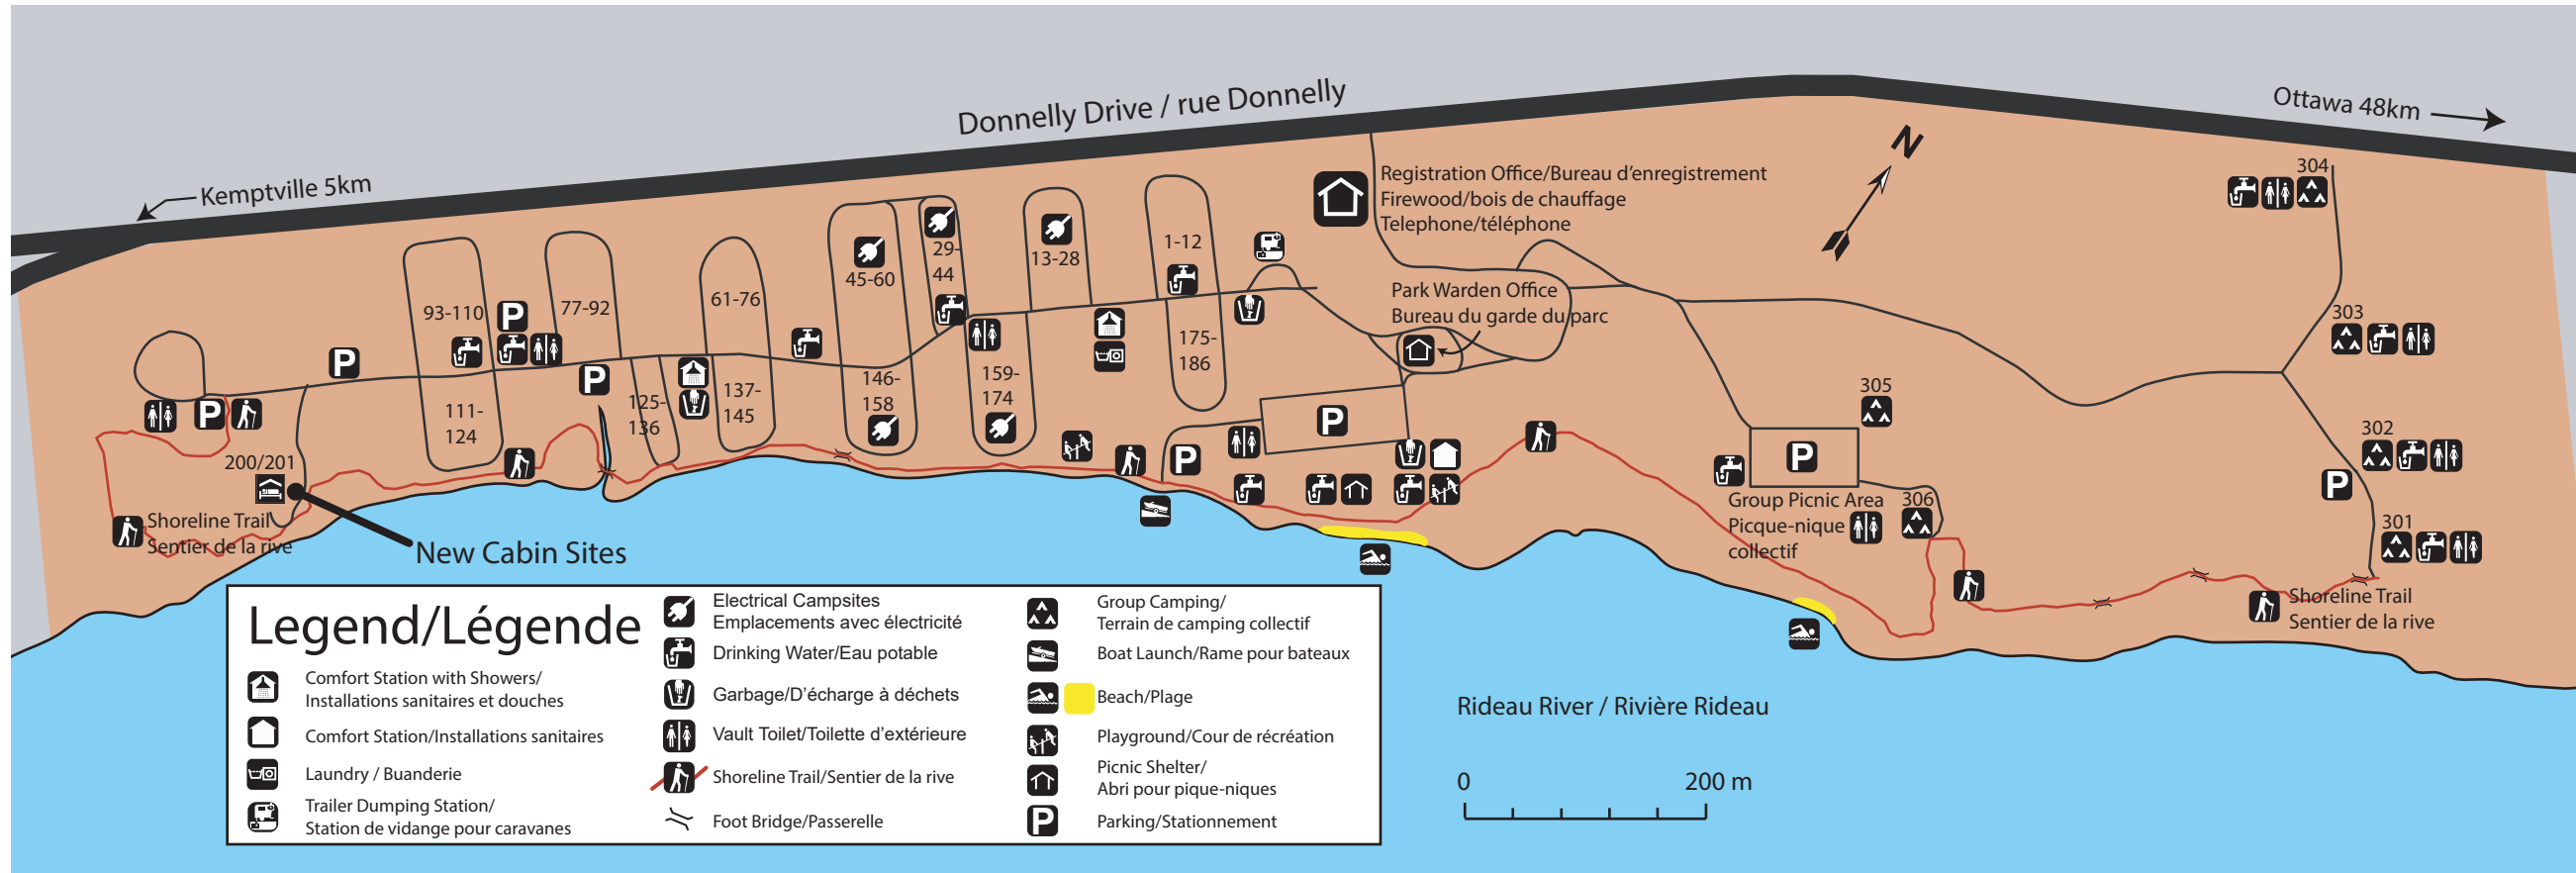 Donnelly Drive / rue Donnelly
Ottawa 48km
Kemptville 5km
N
Registration Office/Bureau d'enregistrement
Firewood/bois de chauffage
Telephone/téléphone
Park Warden Office
Bureau du garde du parc
304
303
302
301
305
306
1-12
13-28
29-
44
45-60
61-76
77-92
93-110
P
P
P
P
111-
124
125-
136
137-
145
146-
158
159-
174
175-
186
P
P
P
P
200/201
Shoreline Trail
Sentier de la rive
New Cabin Sites
Group Picnic Area
Picque-nique
collectif
Shoreline Trail
Sentier de la rive
Rideau River / Rivière Rideau
0 200 m
Legend/Légende
Comfort Station with Showers/
Installations sanitaires et douches
Comfort Station/Installations sanitaires
Laundry / Buanderie
Trailer Dumping Station/
Station de vidange pour caravanes
Electrical Campsites
Emplacements avec électricité
Drinking Water/Eau potable
Garbage/D'écharge à déchets
Vault Toilet/Toilette d'extérieure
Shoreline Trail/Sentier de la rive
Foot Bridge/Passerelle
Group Camping/
Terrain de camping collectif
Boat Launch/Rame pour bateaux
Beach/Plage
Playground/Cour de récréation
Picnic Shelter/
Abri pour pique-niques
P Parking/Stationnement